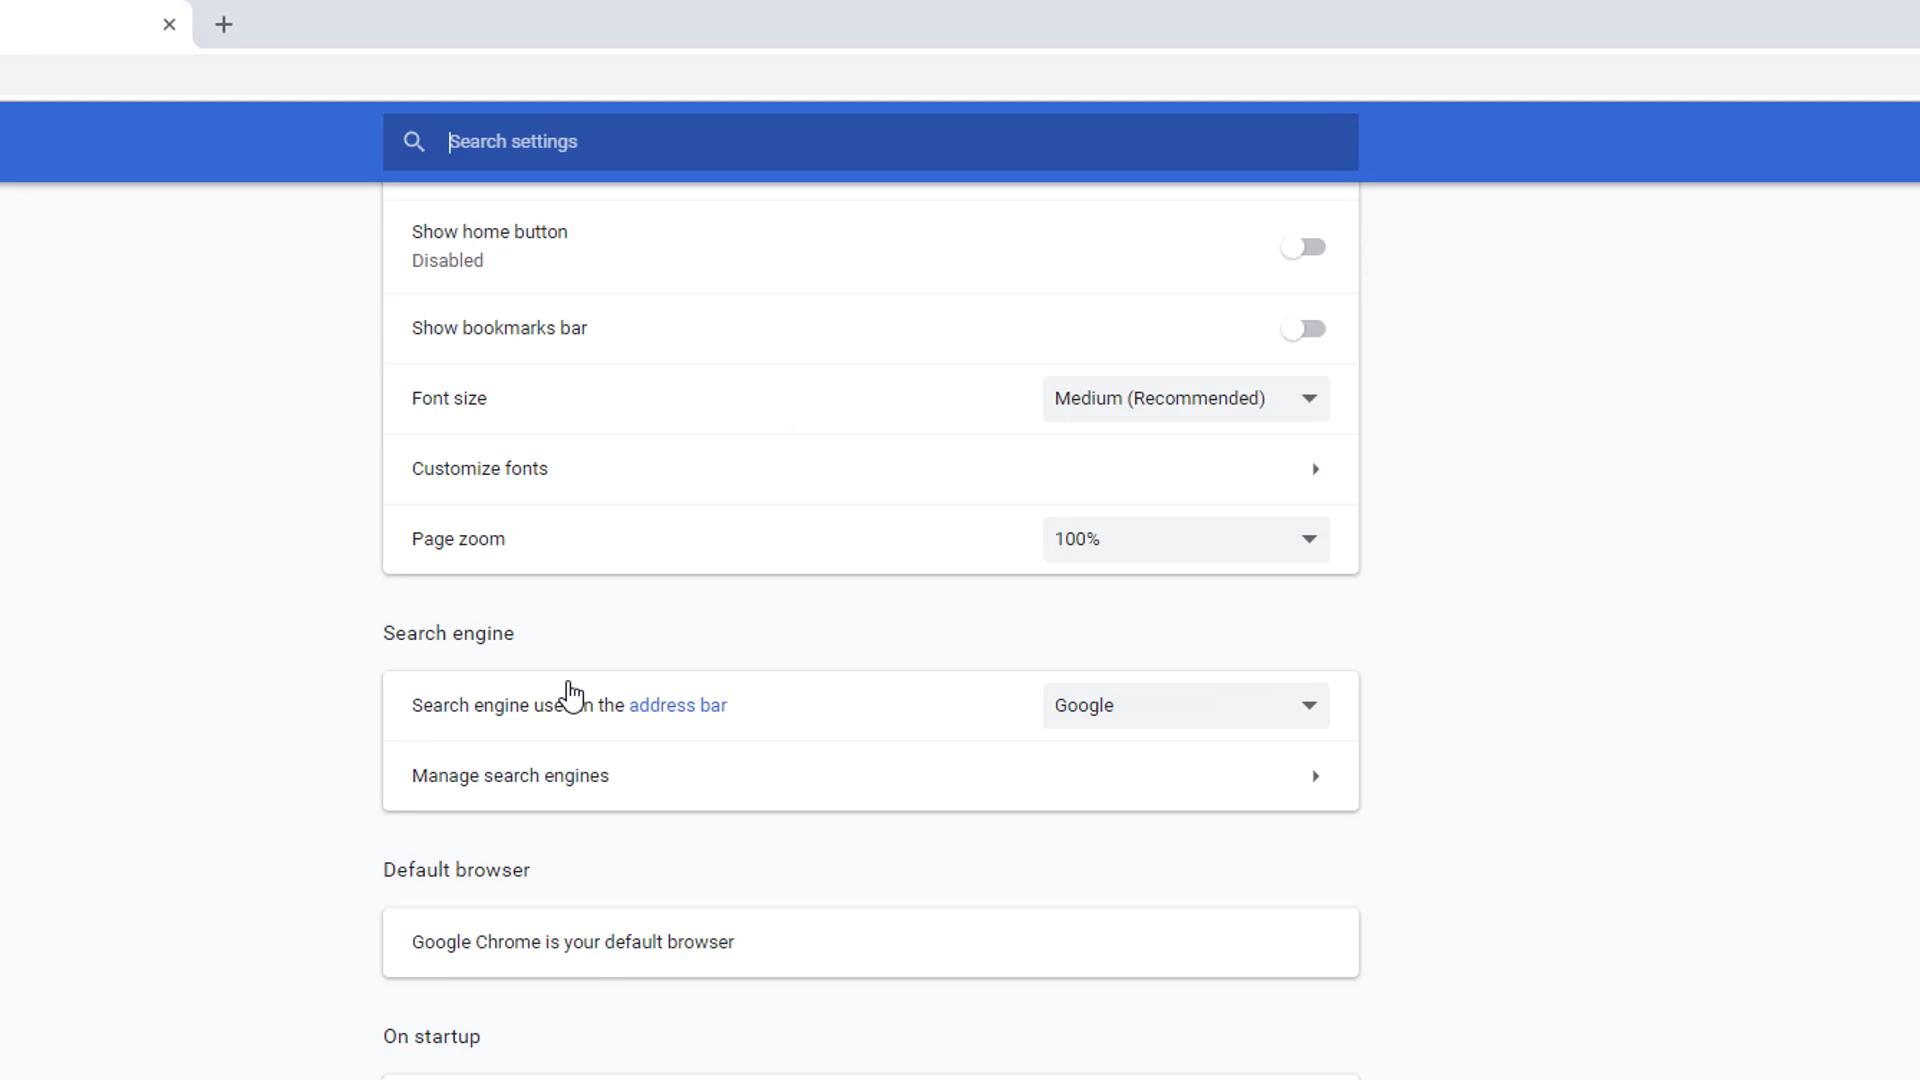 Search settings
Show home button
Disabled
Show bookmarks bar
Font size
Medium (Recommended)
Customize fonts
Page zoom
100%
Search engine
Search engine use n the address bar
Google
Manage search engines
Default browser
Google Chrome is your default browser
On startup